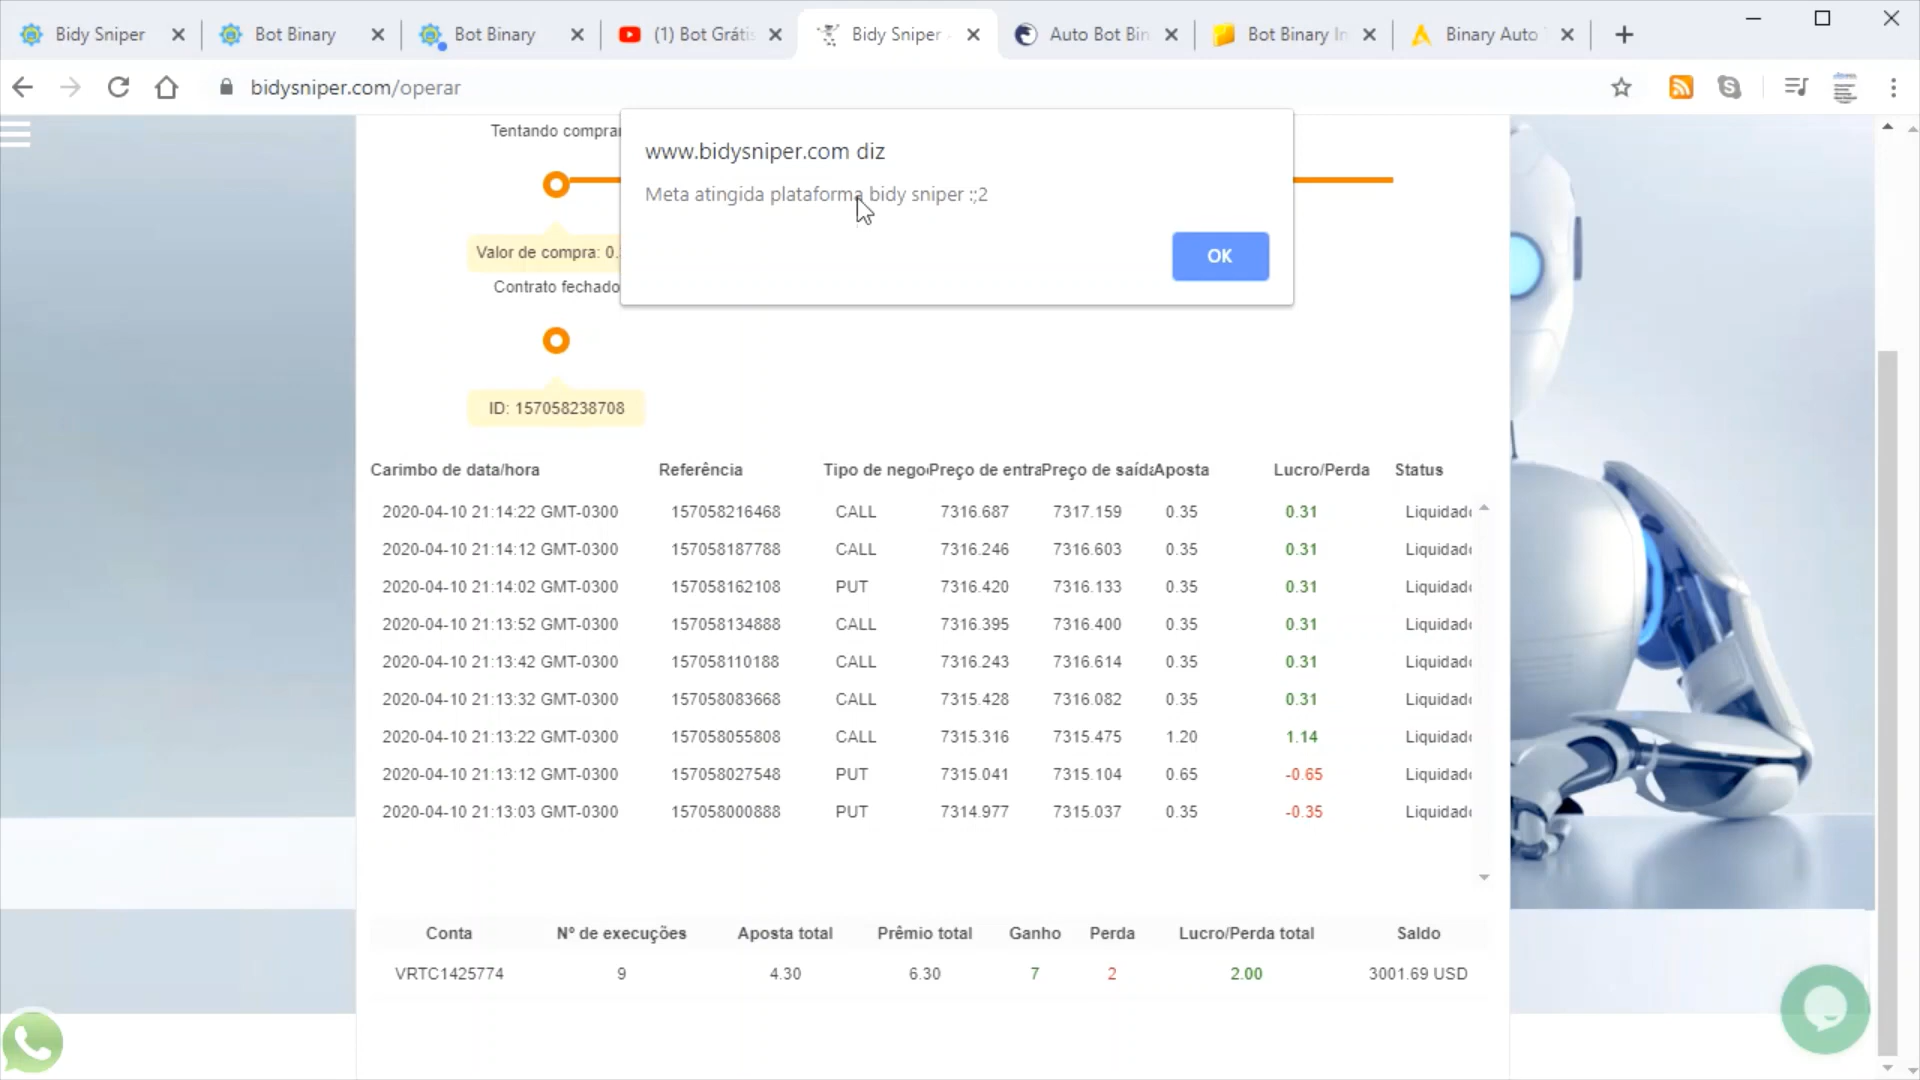 Bidy Sniper
Bot Binary
Bot Binary
(1) Bot Grátis
Bidy Sniper
Auto Bot Bin
Bot Binary In
Binary Auto
bidysniper.com/operar
Tentando comprar
www.bidysniper.com diz
Meta atingida plataforma bidy sniper :;2
OK
Valor de compra: 0.
Contrato fechado
ID: 157058238708
Carimbo de data/hora Referência Tipo de nego Preço de entra Preço de saída Aposta Lucro/Perda Status
2020-04-10 21:14:22 GMT-0300 157058216468 CALL 7316.687 7317.159 0.35 0.31 Liquidado
2020-04-10 21:14:12 GMT-0300 157058187788 CALL 7316.246 7316.603 0.35 0.31 Liquidado
2020-04-10 21:14:02 GMT-0300 157058162108 PUT 7316.420 7316.133 0.35 0.31 Liquidado
2020-04-10 21:13:52 GMT-0300 157058134888 CALL 7316.395 7316.400 0.35 0.31 Liquidado
2020-04-10 21:13:42 GMT-0300 157058110188 CALL 7316.243 7316.614 0.35 0.31 Liquidado
2020-04-10 21:13:32 GMT-0300 157058083668 CALL 7315.428 7316.082 0.35 0.31 Liquidado
2020-04-10 21:13:22 GMT-0300 157058055808 CALL 7315.316 7315.475 1.20 1.14 Liquidado
2020-04-10 21:13:12 GMT-0300 157058027548 PUT 7315.041 7315.104 0.65 -0.65 Liquidado
2020-04-10 21:13:03 GMT-0300 157058000888 PUT 7314.977 7315.037 0.35 -0.35 Liquidado
Conta Nº de execuções Aposta total Prêmio total Ganho Perda Lucro/Perda total Saldo
VRTC1425774 9 4.30 6.30 7 2 2.00 3001.69 USD